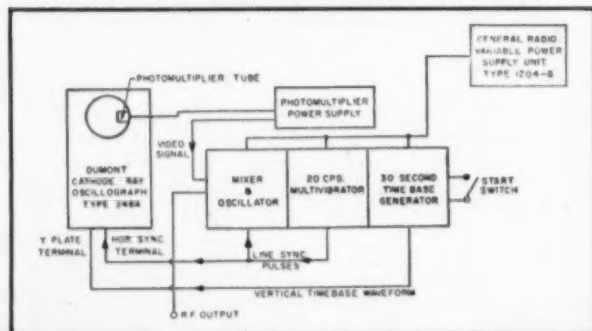 GENERAL RADIO
VARIABLE POWER
SUPPLY UNIT
TYPE 1204-B
PHOTOMULTIPLIER TUBE
PHOTOMULTIPLIER
POWER SUPPLY
VIDEO
SIGNAL
DUMONT
CATHODE RAY
OSCILLOGRAPH
TYPE 248A
MIXER
&
OSCILLATOR
20 CPS.
MULTIVIBRATOR
30 SECOND
TIME BASE
GENERATOR
START
SWITCH
Y PLATE
TERMINAL
HOR SYNC
TERMINAL
LINE SYNC
PULSES
VERTICAL TIMEBASE WAVEFORM
R.F. OUTPUT